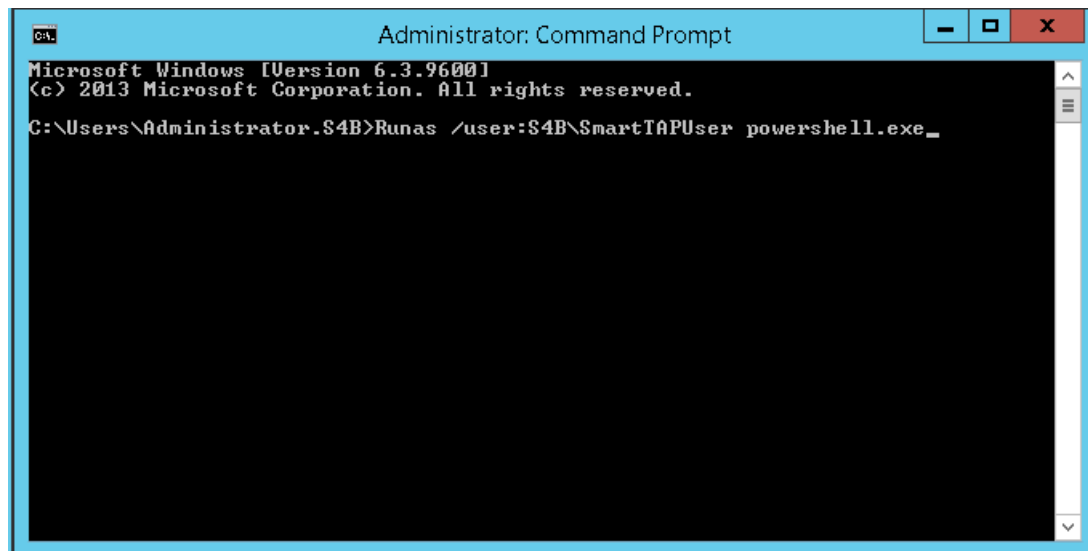 Administrator: Command Prompt
Microsoft Windows [Version 6.3.9600]
(c) 2013 Microsoft Corporation. All rights reserved.
C:\Users\Administrator.S4B>Runas /user:S4B\SmartTAPUser powershell.exe_